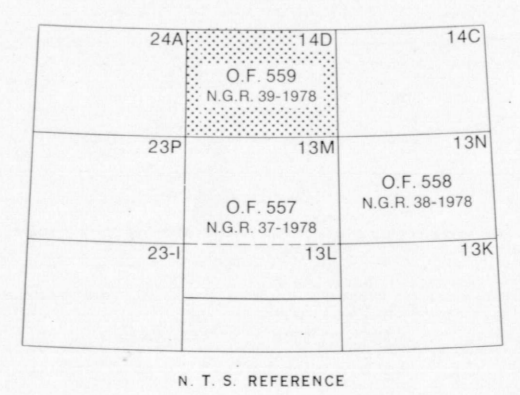 24A
14D
14C
O.F. 559
N.G.R. 39-1978
23P
13M
13N
O.F. 558
N.G.R. 38-1978
O.F. 557
N.G.R. 37-1978
23-I
13L
13K
N. T. S. REFERENCE